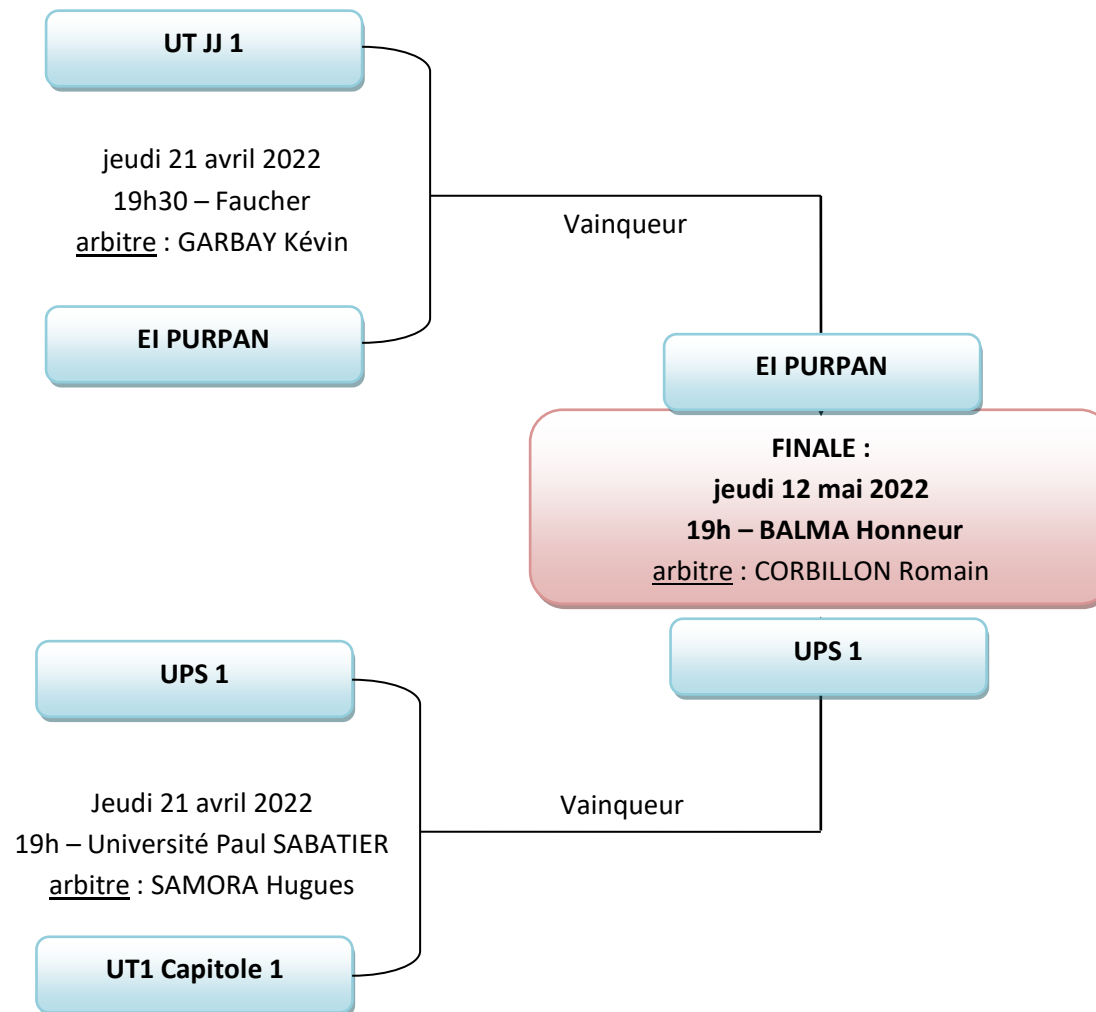 UT JJ 1
jeudi 21 avril 2022
19h30 – Faucher
arbitre : GARBAY Kévin
Vainqueur
EI PURPAN
EI PURPAN
FINALE :
jeudi 12 mai 2022
19h – BALMA Honneur
arbitre : CORBILLON Romain
UPS 1
UPS 1
Jeudi 21 avril 2022
19h – Université Paul SABATIER
arbitre : SAMORA Hugues
Vainqueur
UT1 Capitole 1